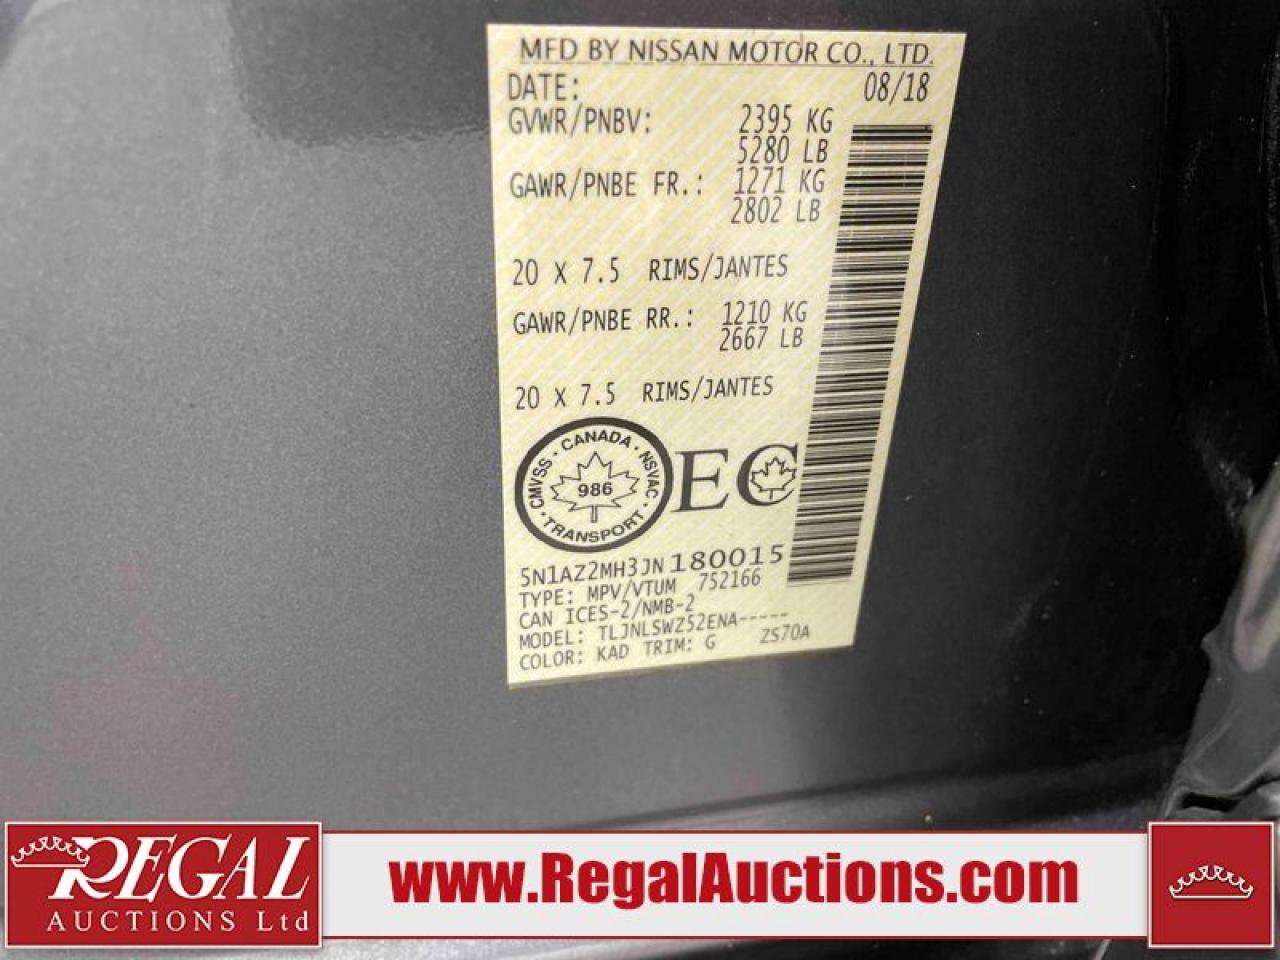 MFD BY NISSAN MOTOR CO., LTD.
DATE: 08/18
GVWR/PNBV: 2395 KG
5280 LB
GAWR/PNBE FR.: 1271 KG
2802 LB
20 X 7.5 RIMS/JANTES
GAWR/PNBE RR.: 1210 KG
2667 LB
20 X 7.5 RIMS/JANTES
CMVSS · CANADA · NSVAC · TRANSPORT ·
986
EC
5N1AZ2MH3JN180015
TYPE: MPV/VTUM 752166
CAN ICES-2/NMB-2
MODEL: TLJNLSWZ52ENA-----
COLOR: KAD TRIM: G ZS70A
REGAL
AUCTIONS Ltd
www.RegalAuctions.com